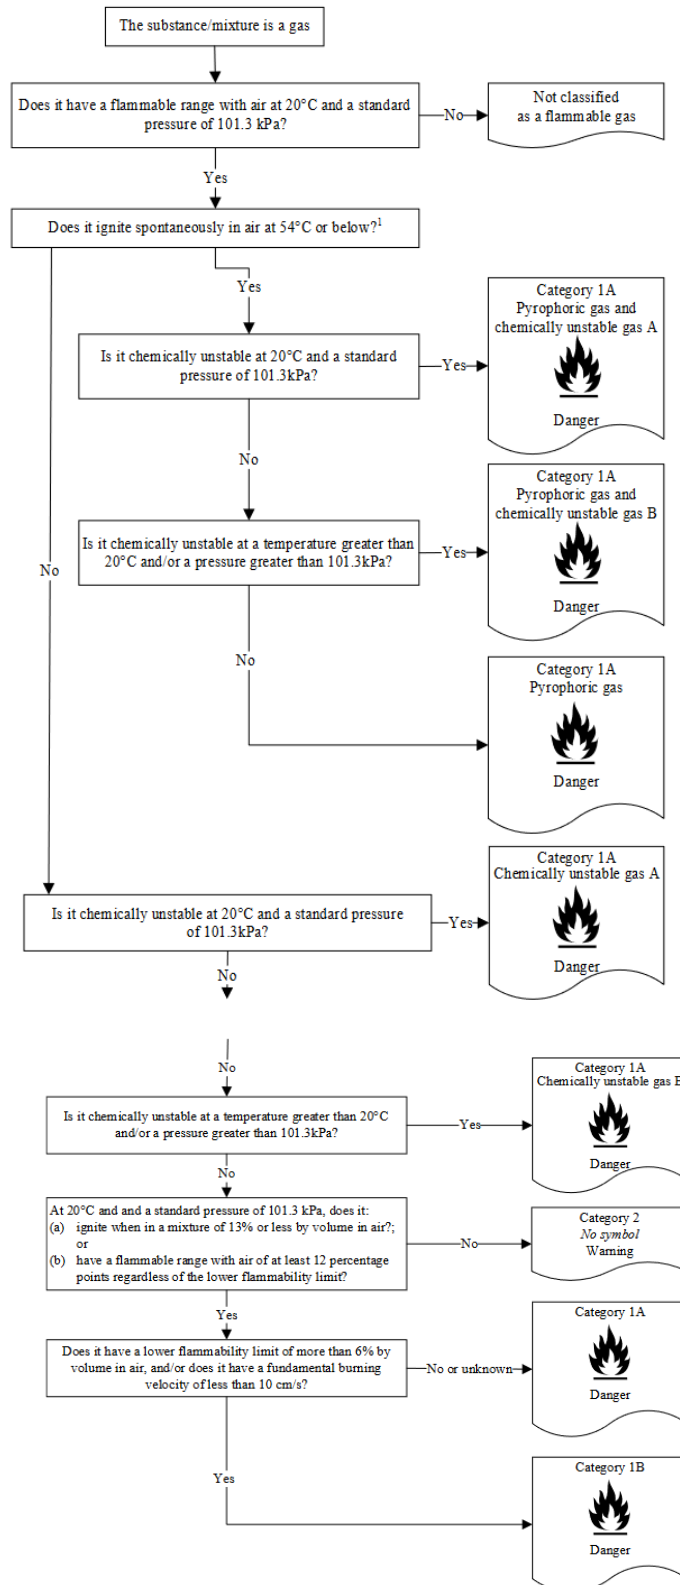 The substance/mixture is a gas
Does it have a flammable range with air at 20°C and a standard
pressure of 101.3 kPa?
No
Not classified
as a flammable gas
Yes
Does it ignite spontaneously in air at 54°C or below?1
Yes
Is it chemically unstable at 20°C and a standard
pressure of 101.3kPa?
Yes
Category 1A
Pyrophoric gas and
chemically unstable gas A
Danger
No
Is it chemically unstable at a temperature greater than
20°C and/or a pressure greater than 101.3kPa?
Yes
Category 1A
Pyrophoric gas and
chemically unstable gas B
Danger
No
No
Category 1A
Pyrophoric gas
Danger
Is it chemically unstable at 20°C and a standard pressure
of 101.3kPa?
Yes
Category 1A
Chemically unstable gas A
Danger
No
No
Is it chemically unstable at a temperature greater than 20°C
and/or a pressure greater than 101.3kPa?
Yes
Category 1A
Chemically unstable gas B
Danger
No
At 20°C and and a standard pressure of 101.3 kPa, does it:
(a) ignite when in a mixture of 13% or less by volume in air?;
or
(b) have a flammable range with air of at least 12 percentage
points regardless of the lower flammability limit?
No
Category 2
No symbol
Warning
Yes
Does it have a lower flammability limit of more than 6% by
volume in air, and/or does it have a fundamental burning
velocity of less than 10 cm/s?
No or unknown
Category 1A
Danger
Yes
Category 1B
Danger